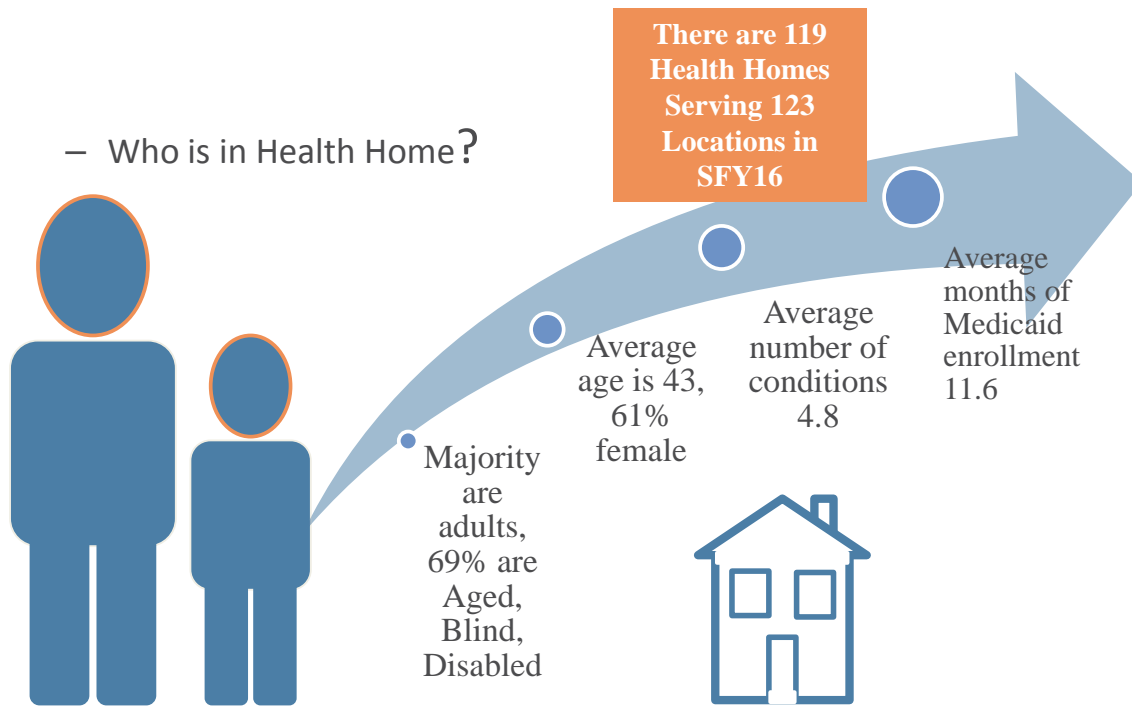 There are 119
Health Homes
Serving 123
Locations in
SFY16
– Who is in Health Home?
Majority
are
adults,
69% are
Aged,
Blind,
Disabled
Average
age is 43,
61%
female
Average
number of
conditions
4.8
Average
months of
Medicaid
enrollment
11.6